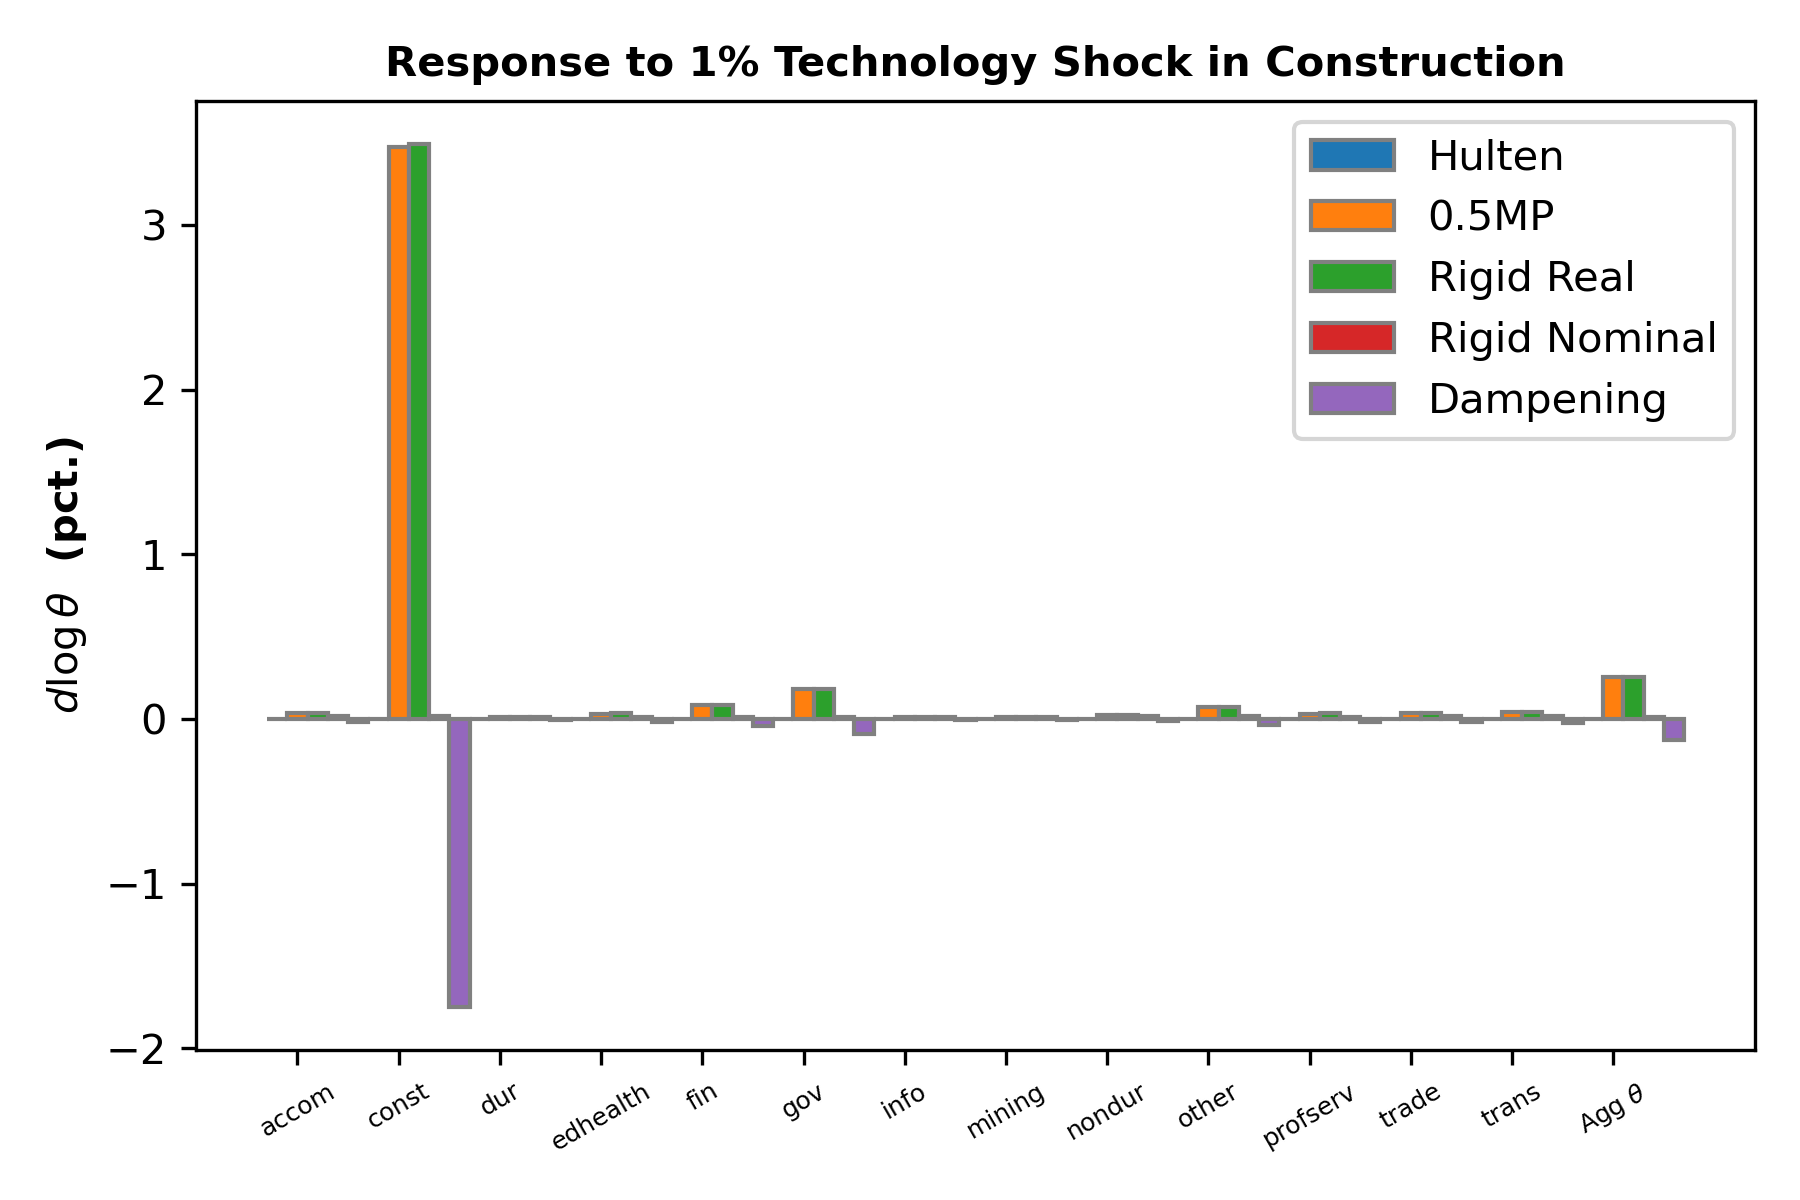 Response to 1% Technology Shock in Construction
Hulten
0.5MP
Rigid Real
Rigid Nominal
Dampening
d log θ (pct.)
3
2
1
0
−1
−2
accom const dur edhealth fin gov info mining nondur other profserv trade trans Agg θ